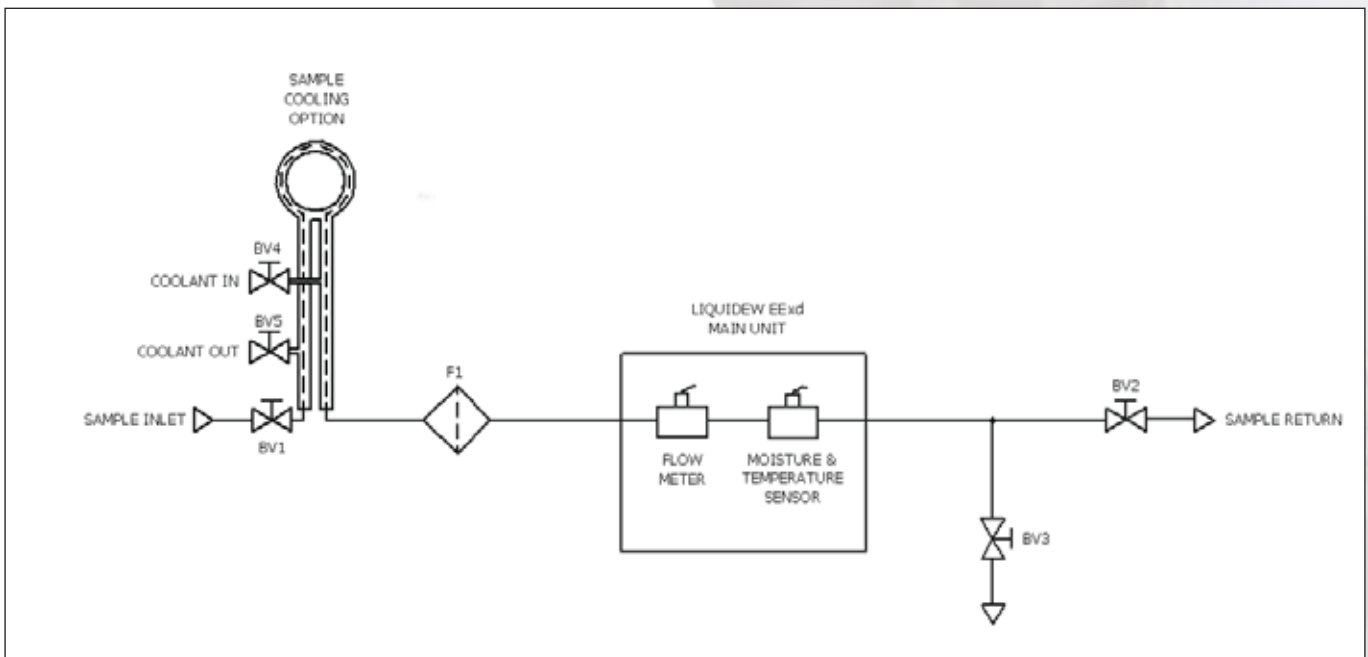 SAMPLE
COOLING
OPTION
BV4
COOLANT IN
BV5
COOLANT OUT
SAMPLE INLET
BV1
F1
LIQUIDEW EExd
MAIN UNIT
FLOW
METER
MOISTURE &
TEMPERATURE
SENSOR
BV2
SAMPLE RETURN
BV3